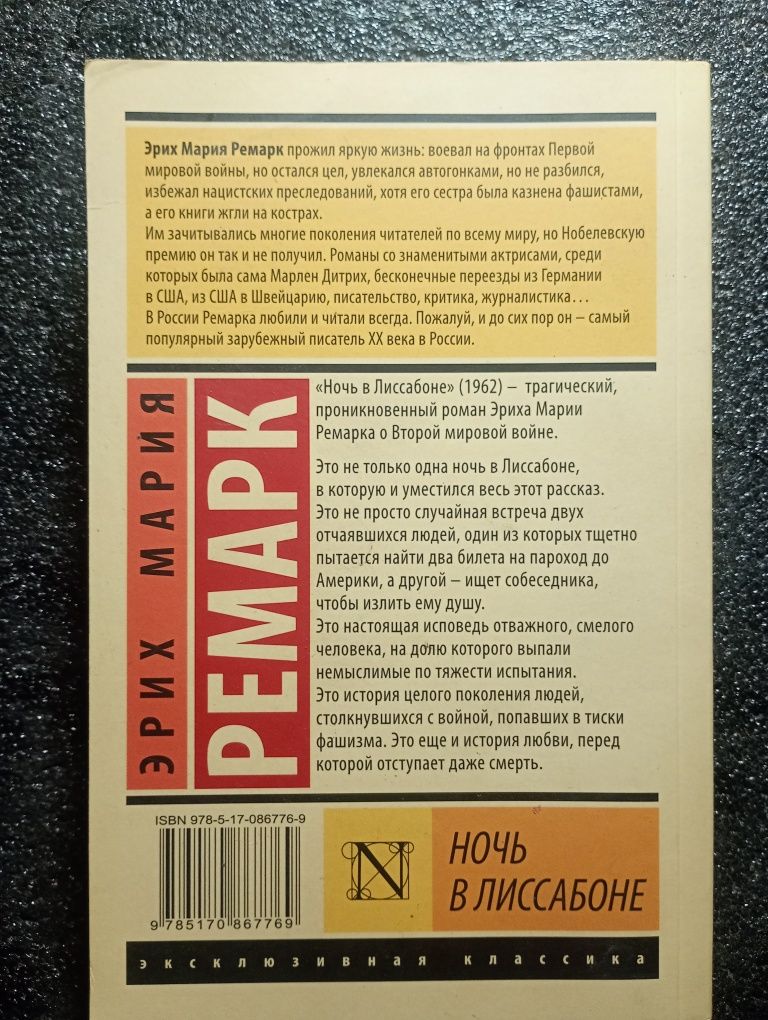 Эрих Мария Ремарк прожил яркую жизнь: воевал на фронтах Первой
мировой войны, но остался цел, увлекался автогонками, но не разбился,
избежал нацистских преследований, хотя его сестра была казнена фашистами,
а его книги жгли на кострах.
Им зачитывались многие поколения читателей по всему миру, но Нобелевскую
премию он так и не получил. Романы со знаменитыми актрисами, среди
которых была сама Марлен Дитрих, бесконечные переезды из Германии
в США, из США в Швейцарию, писательство, критика, журналистика...
В России Ремарка любили и читали всегда. Пожалуй, и до сих пор он – самый
популярный зарубежный писатель XX века в России.
ЭРИХ МАРИЯ
РЕМАРК
«Ночь в Лиссабоне» (1962) – трагический,
проникновенный роман Эриха Марии
Ремарка о Второй мировой войне.
Это не только одна ночь в Лиссабоне,
в которую и уместился весь этот рассказ.
Это не просто случайная встреча двух
отчаявшихся людей, один из которых тщетно
пытается найти два билета на пароход до
Америки, а другой – ищет собеседника,
чтобы излить ему душу.
Это настоящая исповедь отважного, смелого
человека, на долю которого выпали
немыслимые по тяжести испытания.
Это история целого поколения людей,
столкнувшихся с войной, попавших в тиски
фашизма. Это еще и история любви, перед
которой отступает даже смерть.
ISBN 978-5-17-086776-9
9 785170 867769
N
НОЧЬ
В ЛИССАБОНЕ
эксклюзивная классика